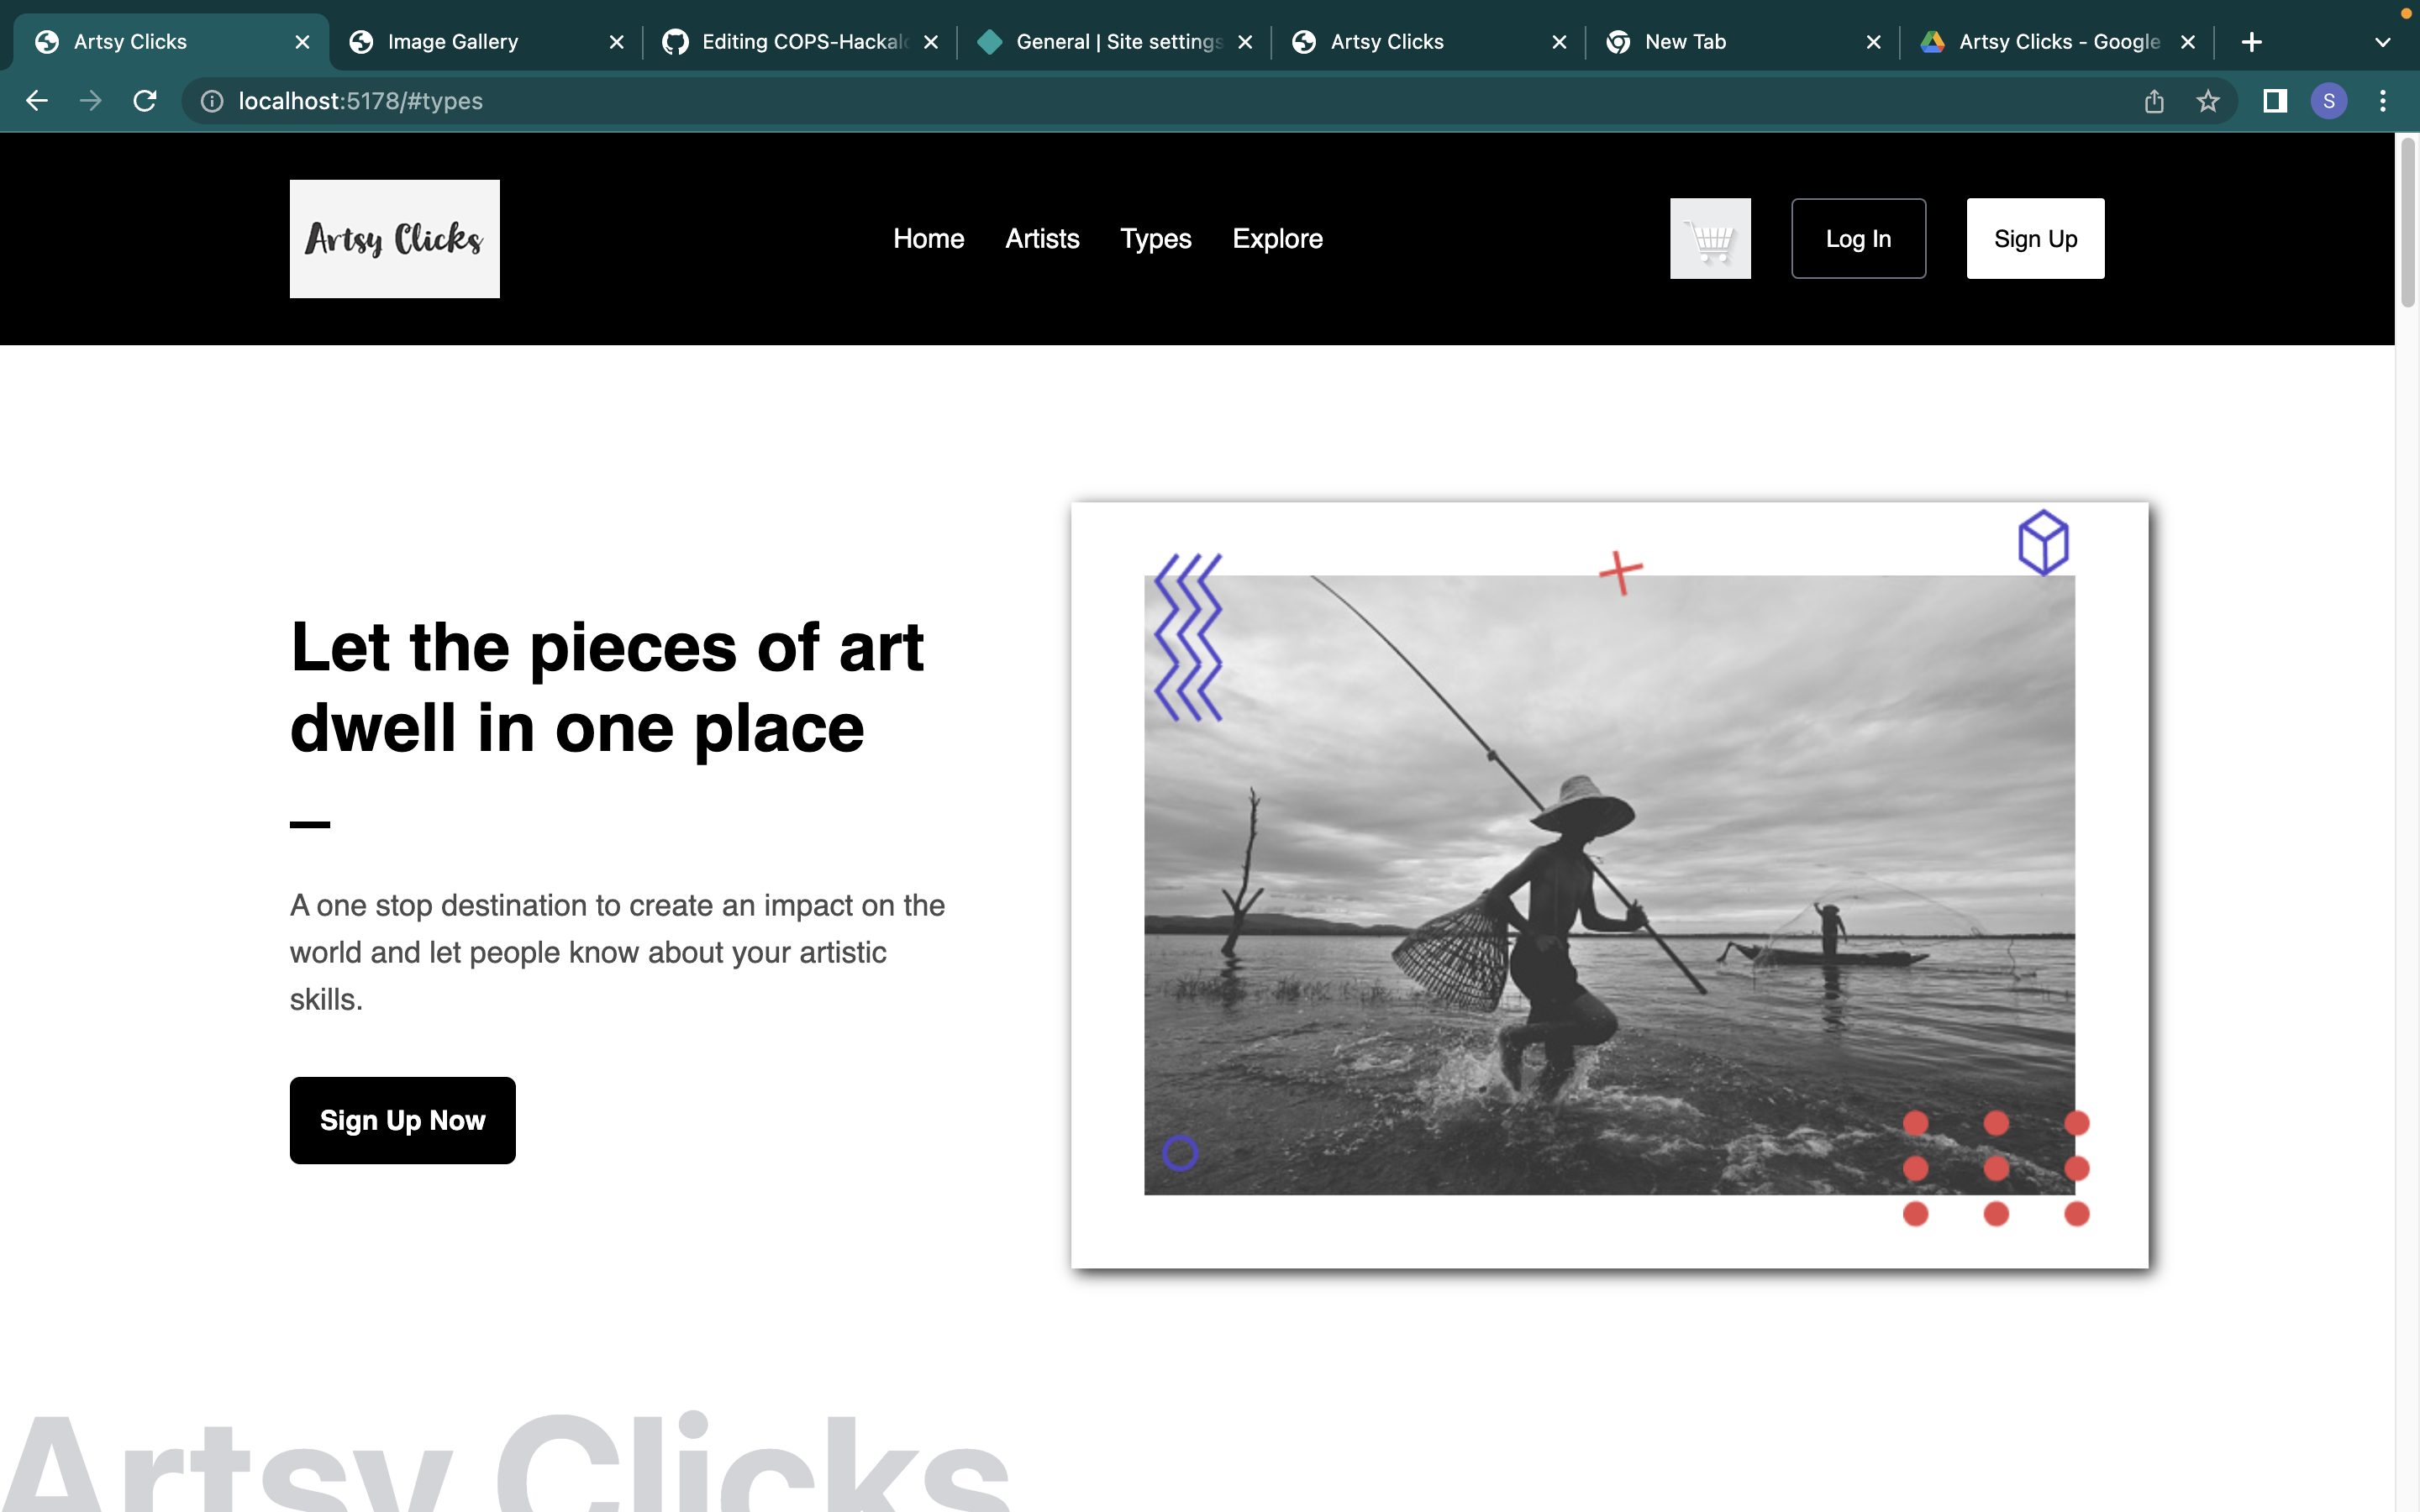 Artsy Clicks
Image Gallery
Editing COPS-Hackalo
General | Site settings
Artsy Clicks
New Tab
Artsy Clicks - Google
localhost:5178/#types
S
Artsy Clicks
Home
Artists
Types
Explore
Log In
Sign Up
Let the pieces of art
dwell in one place
A one stop destination to create an impact on the
world and let people know about your artistic
skills.
Sign Up Now
Artsy Clicks